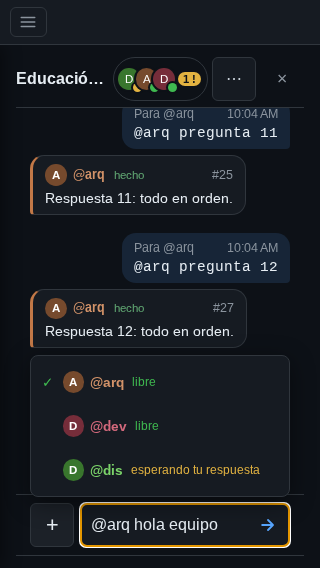 Educació...
D A D 1 !
Para @arq 10:04 AM
@arq pregunta 11
A @arq hecho #25
Respuesta 11: todo en orden.
Para @arq 10:04 AM
@arq pregunta 12
A @arq hecho #27
Respuesta 12: todo en orden.
✓ A @arq libre
D @dev libre
D @dis esperando tu respuesta
+ @arq hola equipo →